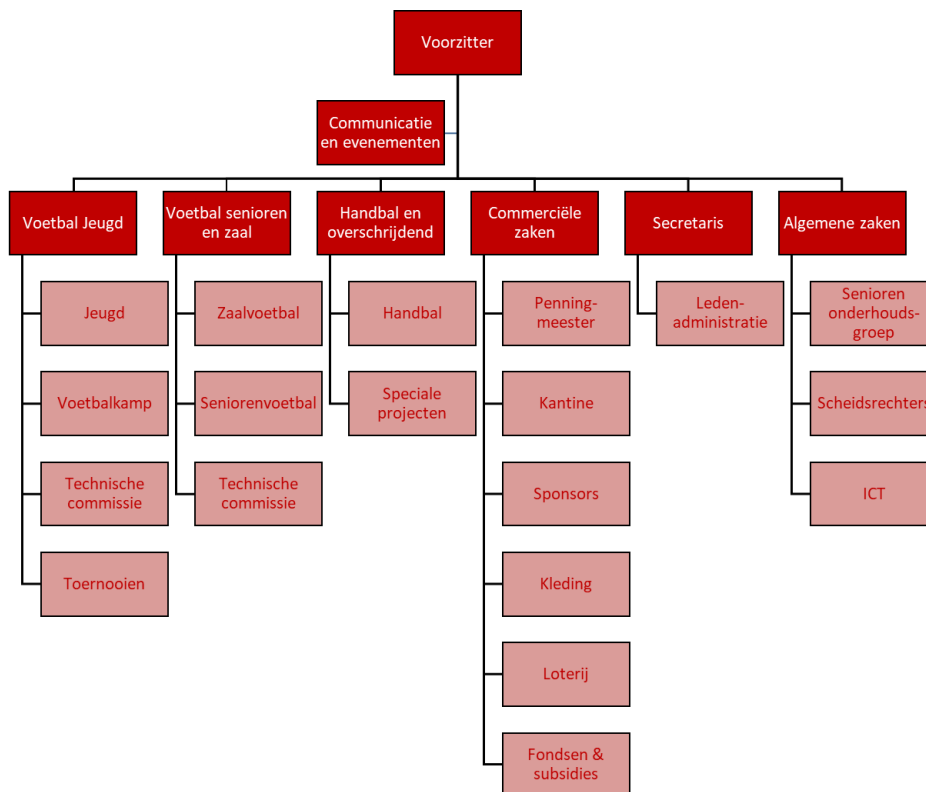 Voorzitter
Communicatie
en evenementen
Voetbal Jeugd
Voetbal senioren
en zaal
Handbal en
overschrijdend
Commerciële
zaken
Secretaris
Algemene zaken
Jeugd
Voetbalkamp
Technische
commissie
Toernooien
Zaalvoetbal
Seniorenvoetbal
Technische
commissie
Handbal
Speciale
projecten
Penning-
meester
Kantine
Sponsors
Kleding
Loterij
Fondsen &
subsidies
Leden-
administratie
Senioren
onderhouds-
groep
Scheidsrechters
ICT